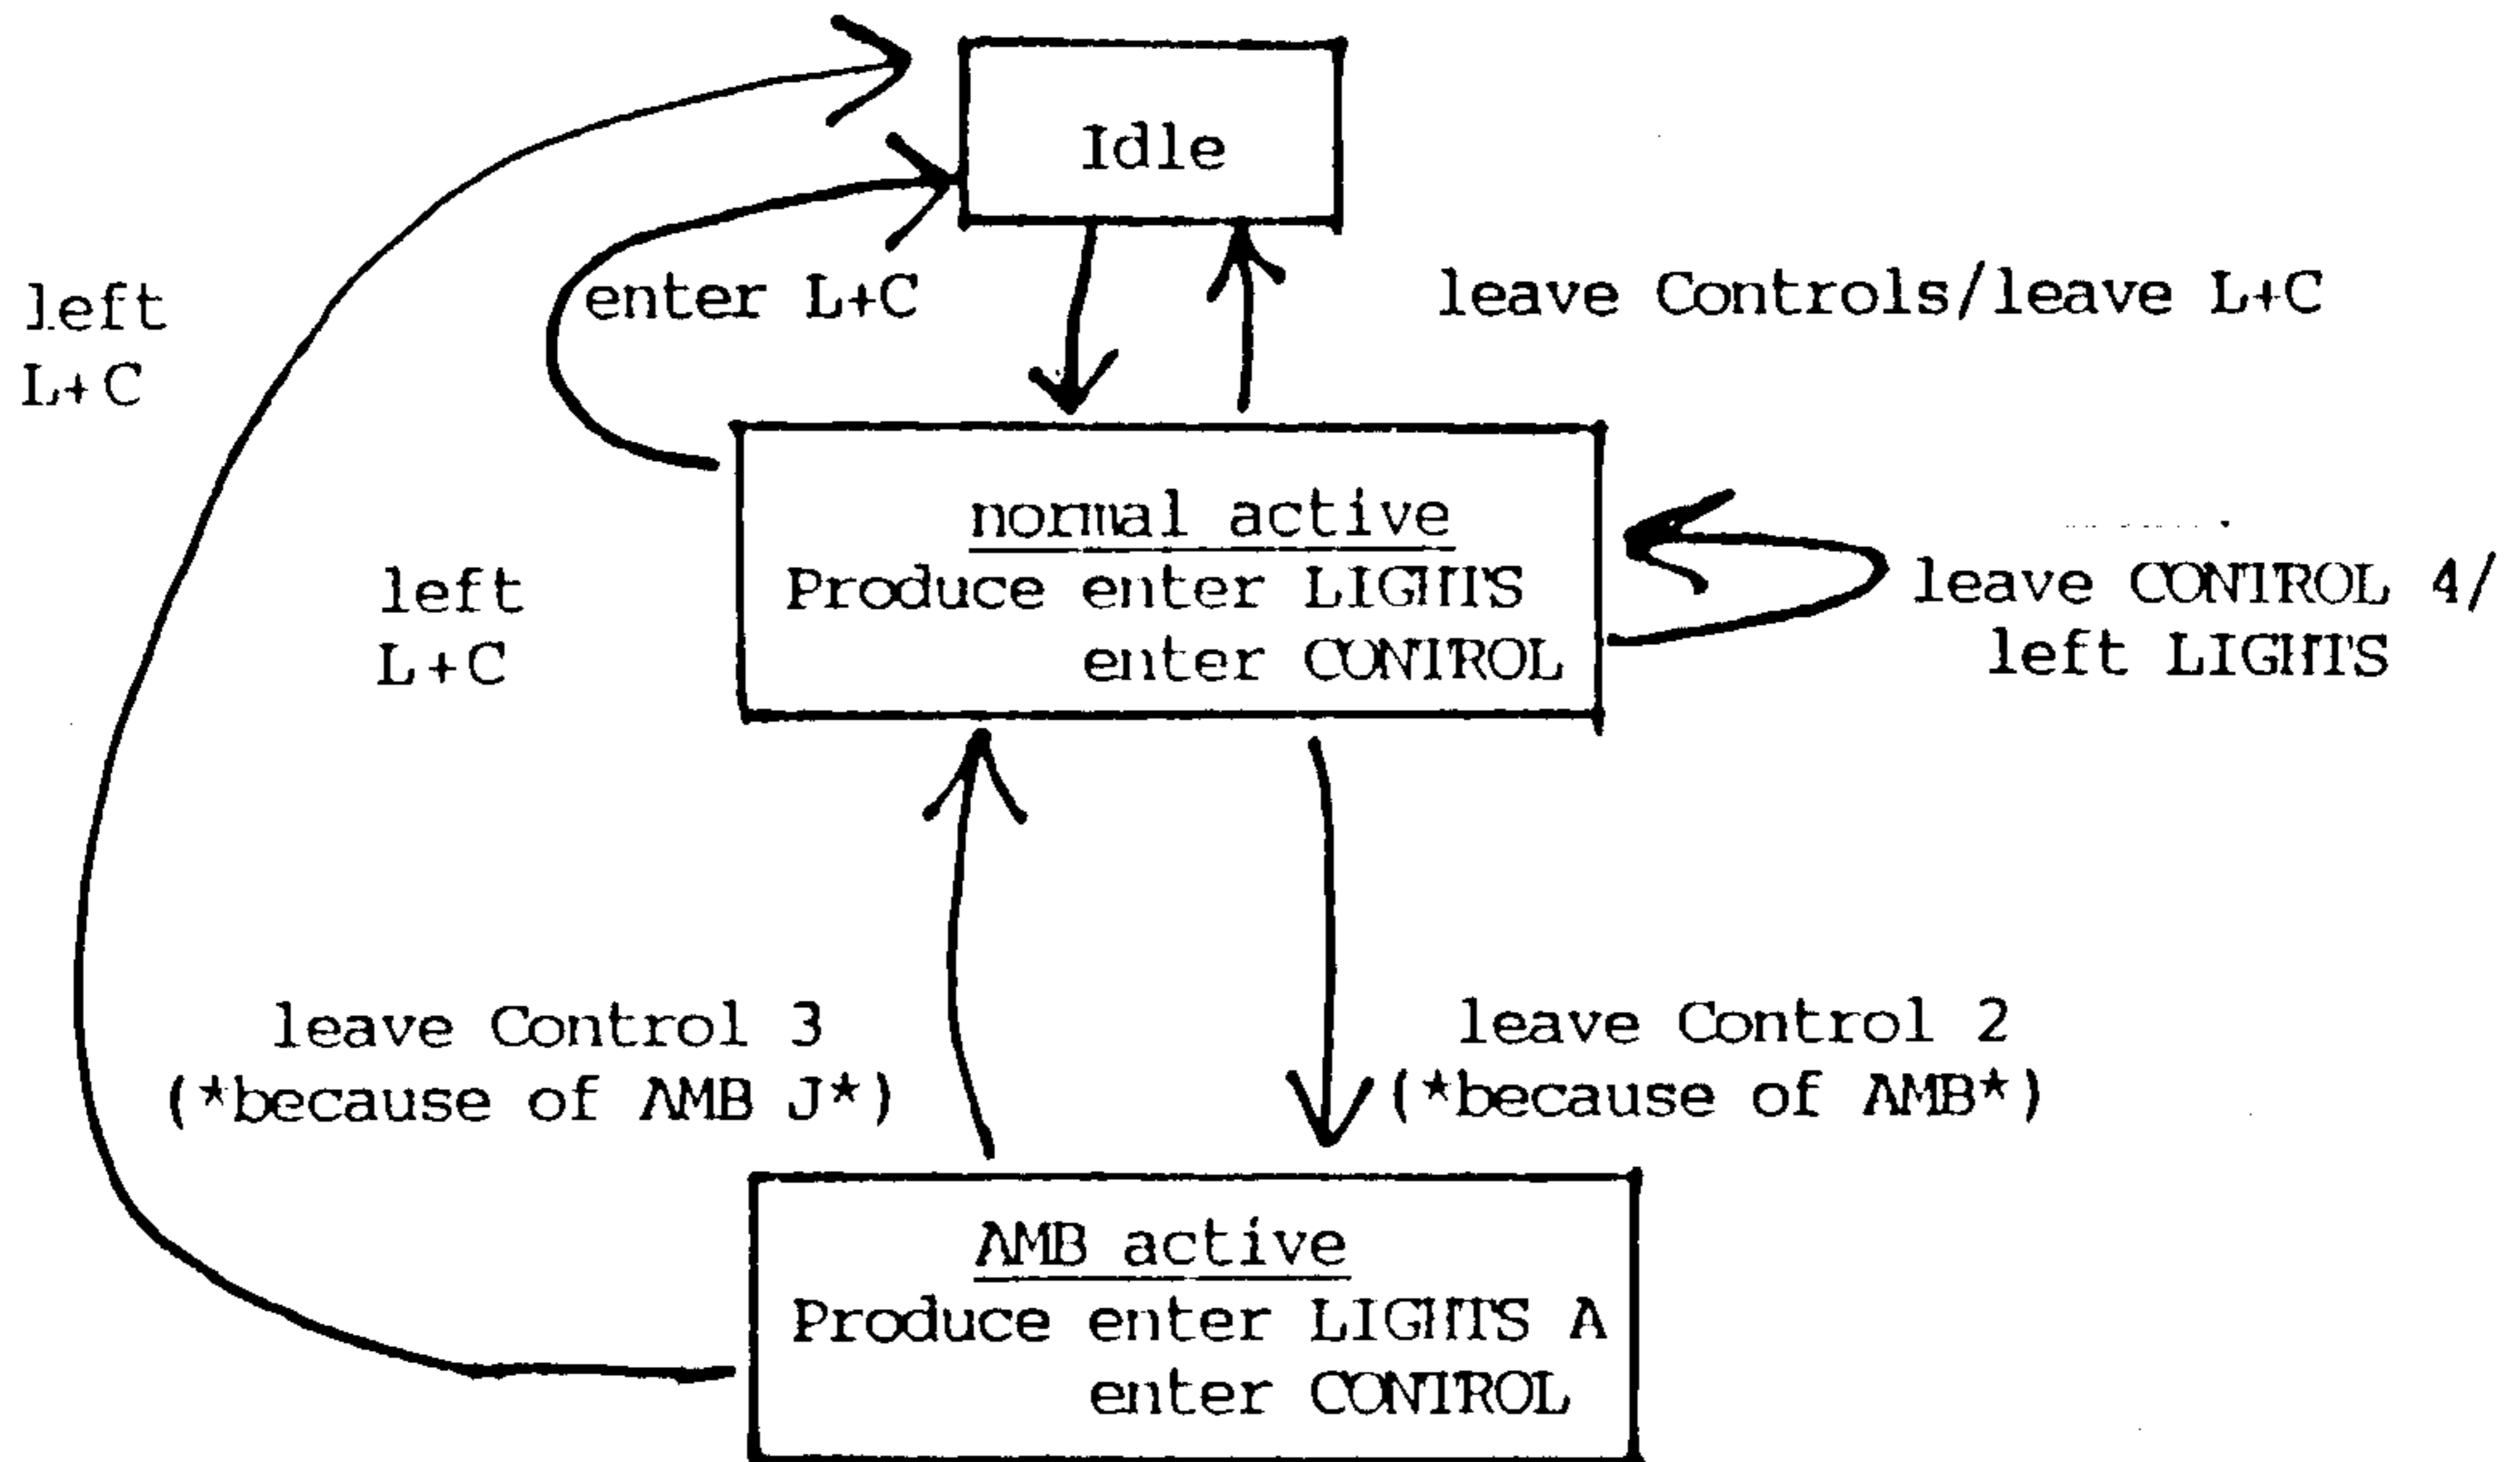 Idle
enter L+C
leave Controls/leave L+C
left
L+C
normal active
Produce enter LIGHTS
enter CONTROL
left
L+C
leave CONTROL 4/
left LIGHTS
leave Control 3
(*because of AMB J*)
leave Control 2
(*because of AMB*)
AMB active
Produce enter LIGHTS A
enter CONTROL